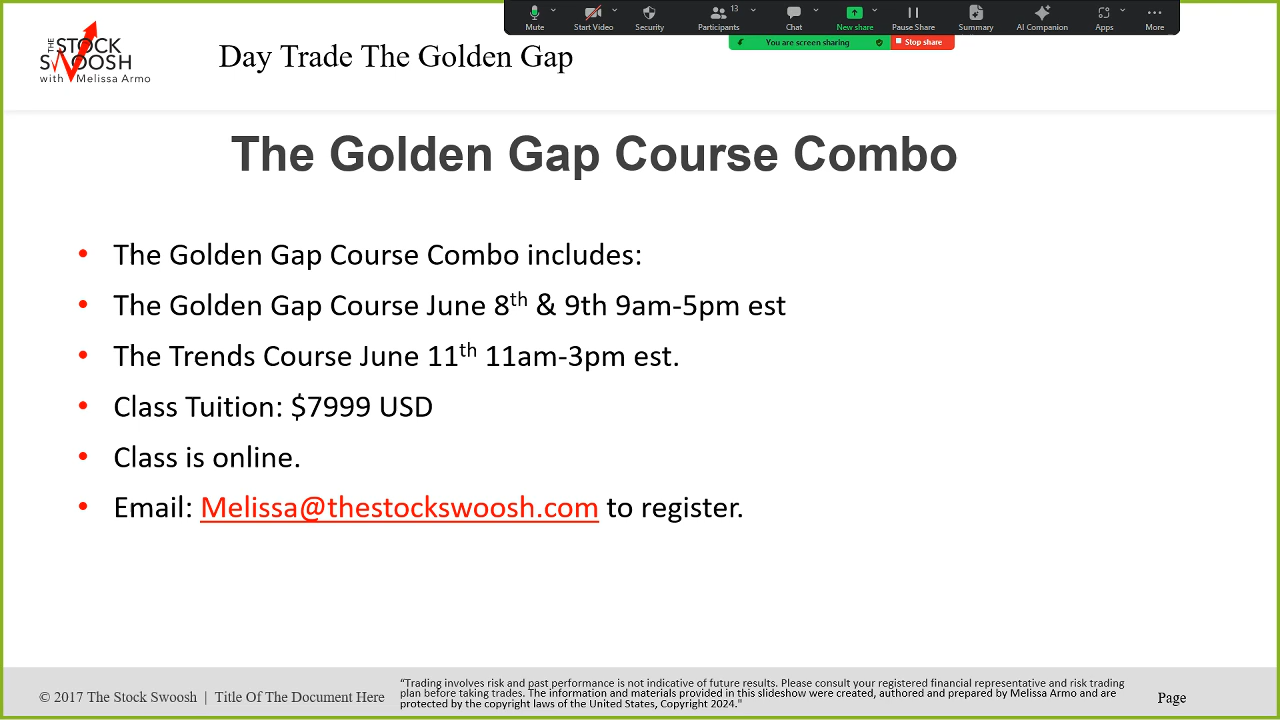 Mute
Start Video
Security
13
Participants
Chat
New share
Pause Share
Summary
AI Companion
Apps
More
You are screen sharing
Stop share
THE STOCK
SWOOSH
with Melissa Armo
Day Trade The Golden Gap
The Golden Gap Course Combo
• The Golden Gap Course Combo includes:
• The Golden Gap Course June 8th & 9th 9am-5pm est
• The Trends Course June 11th 11am-3pm est.
• Class Tuition: $7999 USD
• Class is online.
• Email: Melissa@thestockswoosh.com to register.
© 2017 The Stock Swoosh | Title Of The Document Here
"Trading involves risk and past performance is not indicative of future results. Please consult your registered financial representative and risk trading
plan before taking trades. The information and materials provided in this slideshow were created, authored and prepared by Melissa Armo and are
protected by the copyright laws of the United States, Copyright 2024."
Page